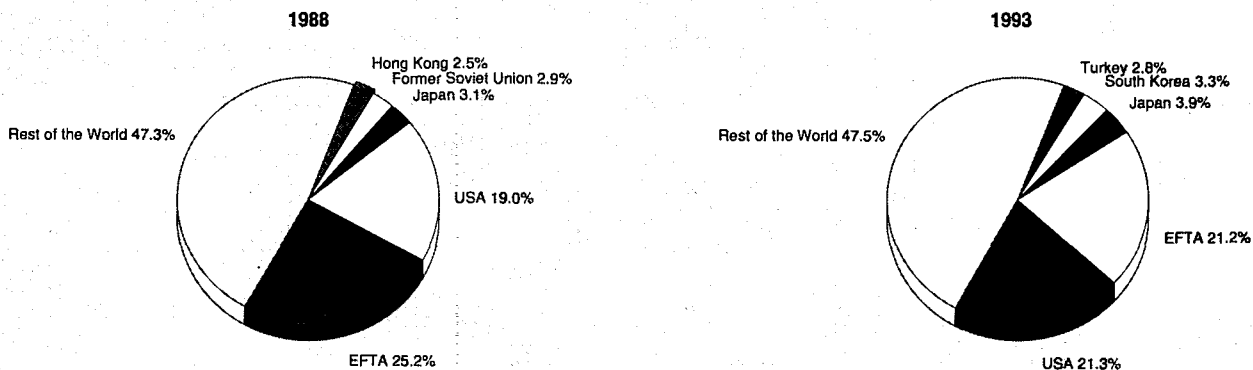 1988
Hong Kong 2.5%
Former Soviet Union 2.9%
Japan 3.1%
Rest of the World 47.3%
USA 19.0%
EFTA 25.2%
1993
Turkey 2.8%
South Korea 3.3%
Japan 3.9%
Rest of the World 47.5%
EFTA 21.2%
USA 21.3%